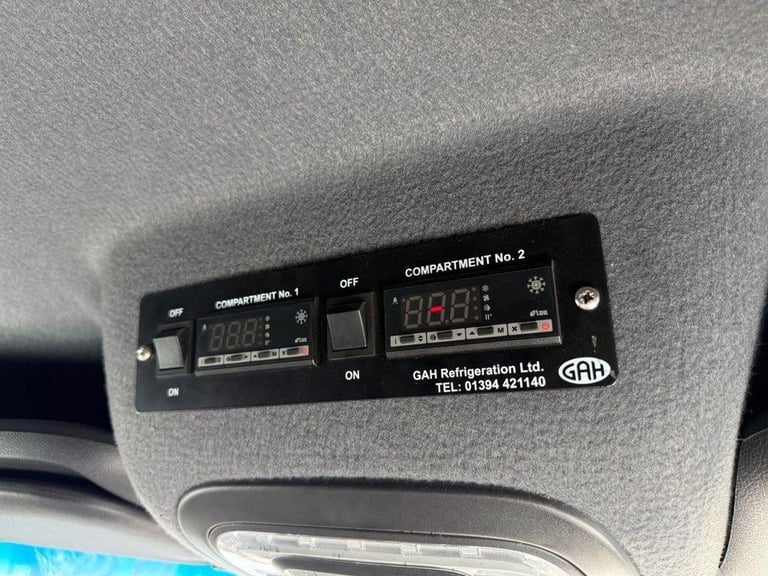 COMPARTMENT No. 1
OFF
ON
COMPARTMENT No. 2
OFF
ON
GAH Refrigeration Ltd.
TEL: 01394 421140
GAH